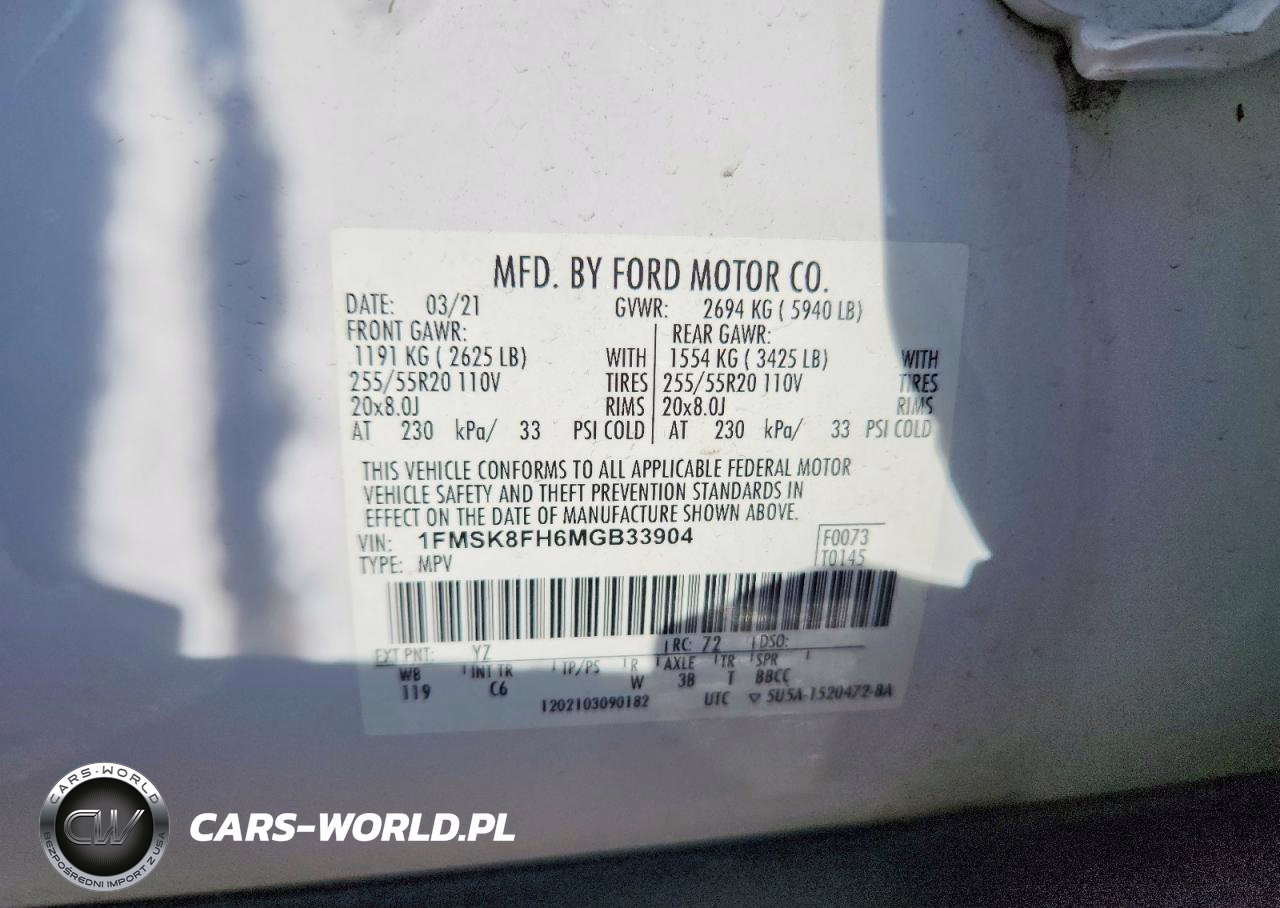 MFD. BY FORD MOTOR CO.
DATE: 03/21 GVWR: 2694 KG ( 5940 LB)
FRONT GAWR: REAR GAWR:
1191 KG ( 2625 LB) WITH 1554 KG ( 3425 LB) WITH
255/55R20 110V TIRES 255/55R20 110V TIRES
20x8.0J RIMS 20x8.0J RIMS
AT 230 kPa/ 33 PSI COLD AT 230 kPa/ 33 PSI COLD
THIS VEHICLE CONFORMS TO ALL APPLICABLE FEDERAL MOTOR
VEHICLE SAFETY AND THEFT PREVENTION STANDARDS IN
EFFECT ON THE DATE OF MANUFACTURE SHOWN ABOVE.
VIN: 1FMSK8FH6MGB33904 F0073
TYPE: MPV T0145
EXT PNT: YZ RC: 72 DSO:
WB INT TR TP/PS R AXLE TR SPR
119 C6 W 3B T BBCC
1202103090182 UTC ▽ 5U5A-1520472-BA
CARS-WORLD
CW
BEZPOŚREDNI IMPORT Z USA
CARS-WORLD.PL